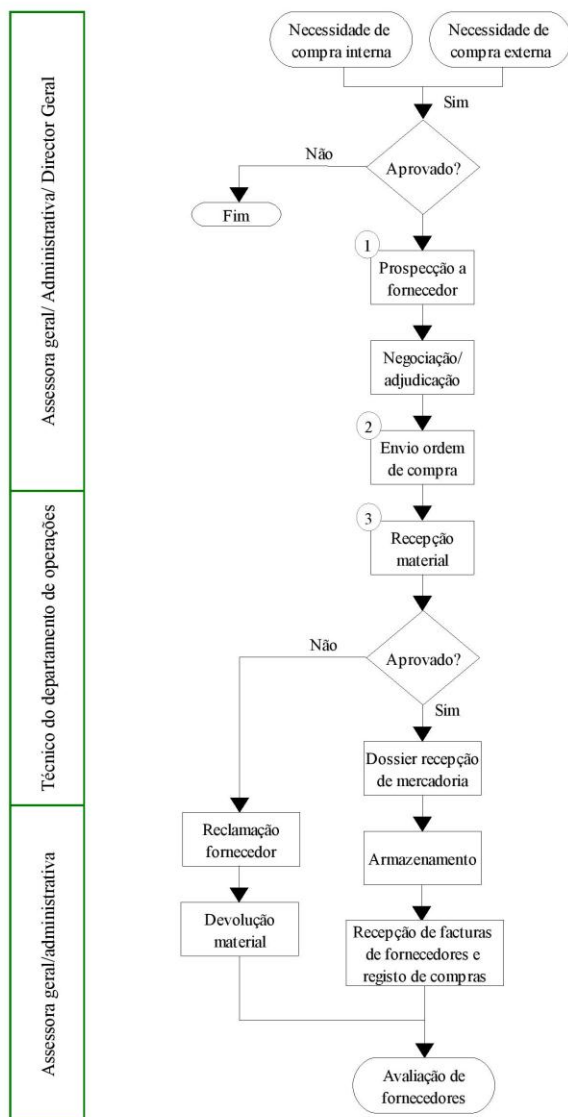 Necessidade de
compra interna
Necessidade de
compra externa
Sim
Não
Aprovado?
Fim
1
Prospecção a
fornecedor
Negociação/
adjudicação
2
Envio ordem
de compra
3
Recepção
material
Não
Aprovado?
Sim
Dossier recepção
de mercadoria
Reclamação
fornecedor
Armazenamento
Devolução
material
Recepção de facturas
de fornecedores e
registo de compras
Avaliação de
fornecedores
Assessora geral/ Administrativa/ Director Geral
Técnico do departamento de operações
Assessora geral/administrativa